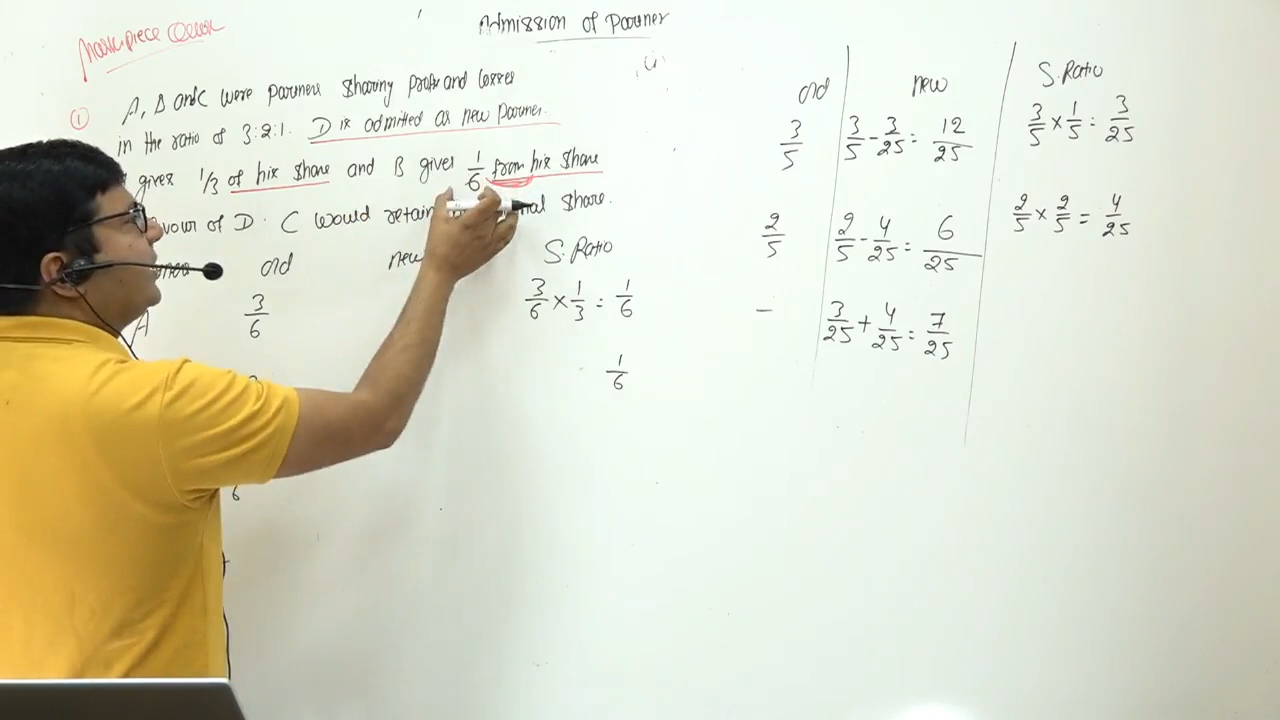 Admission of Partner
① A, B and C were partners sharing profit and losses
in the ratio of 3:2:1. D is admitted as new Partner.
gives 1/3 of his share and B gives 1/6 from his share
of D. C would retain share.
old new S. Ratio
A 3/6 3/6 × 1/3 = 1/6
1/6
6
old new S. Ratio
3/5 3/5 - 3/25 = 12/25 3/5 × 1/5 = 3/25
2/5 2/5 - 4/25 = 6/25 2/5 × 2/5 = 4/25
- 3/25 + 4/25 = 7/25